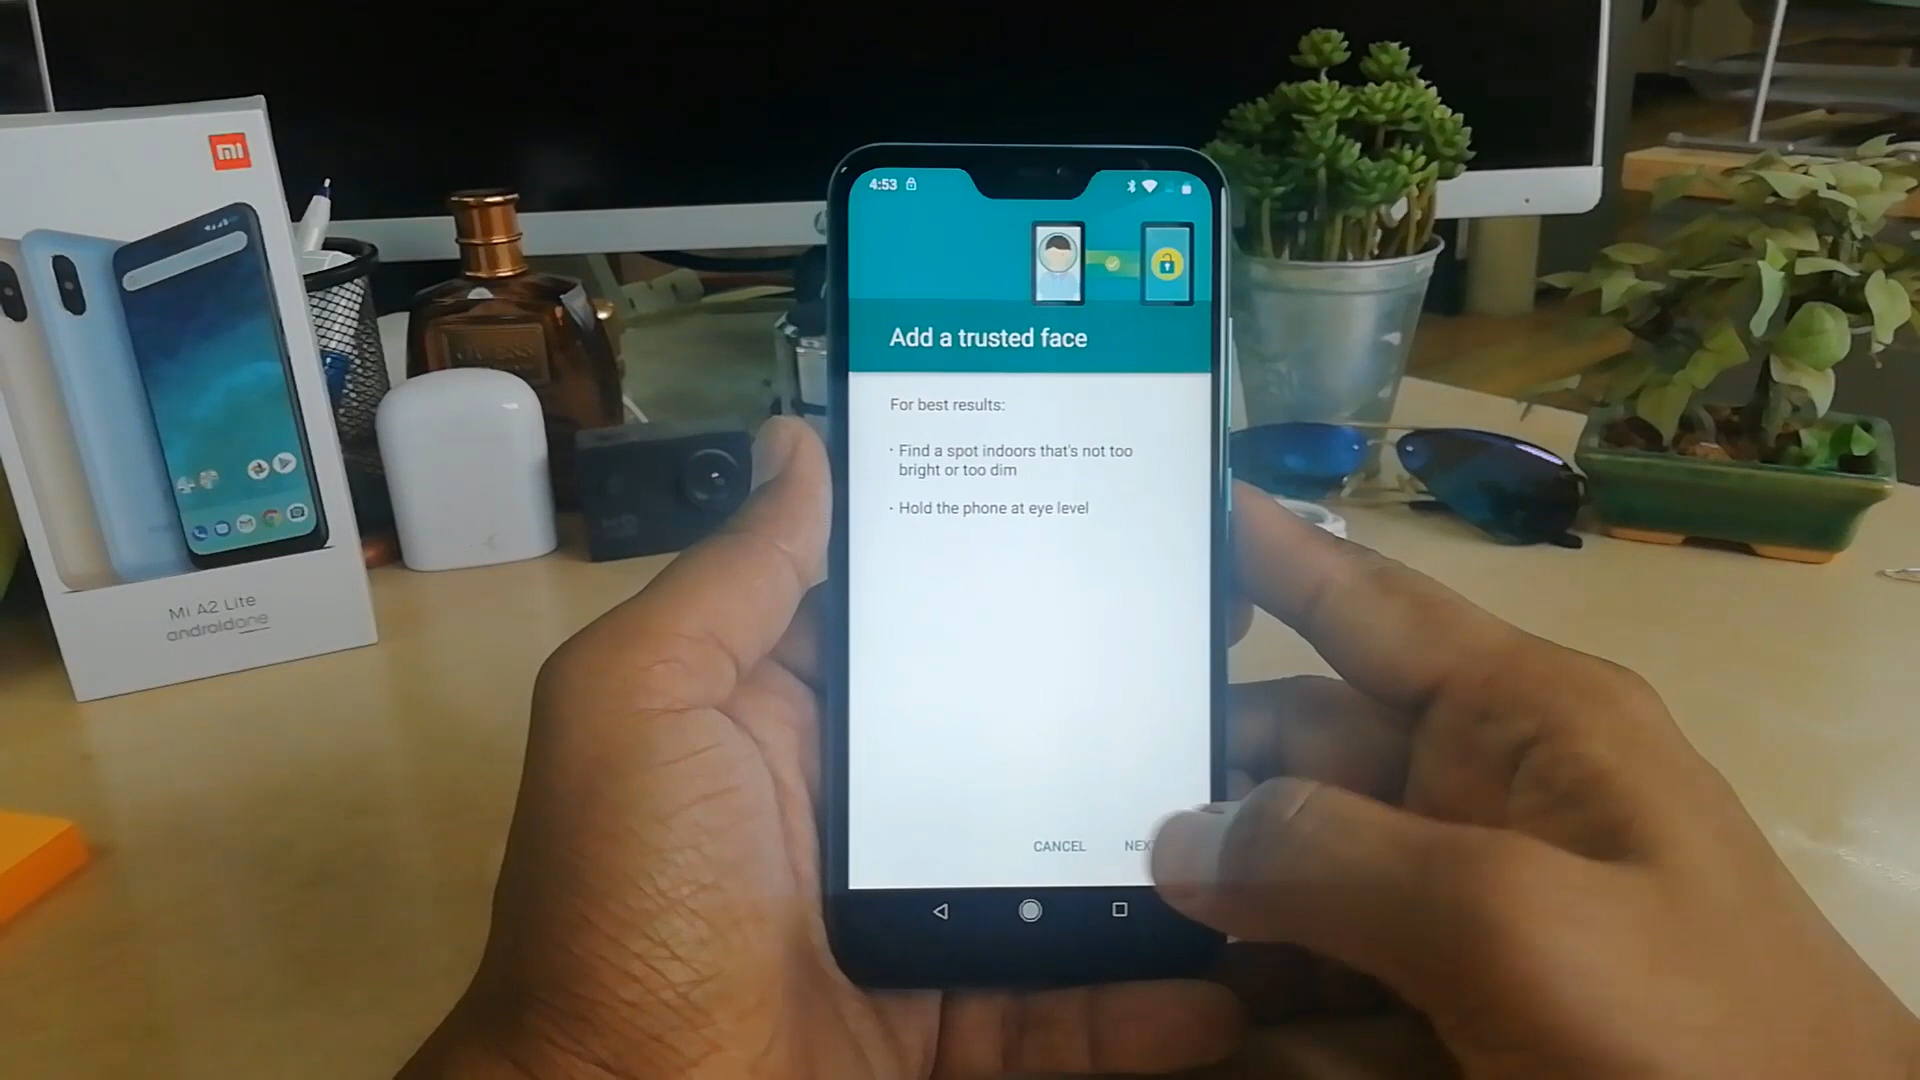 mi
MI A2 Lite
androidone
4:53
Add a trusted face
For best results:
· Find a spot indoors that's not too
bright or too dim
· Hold the phone at eye level
CANCEL
NEX